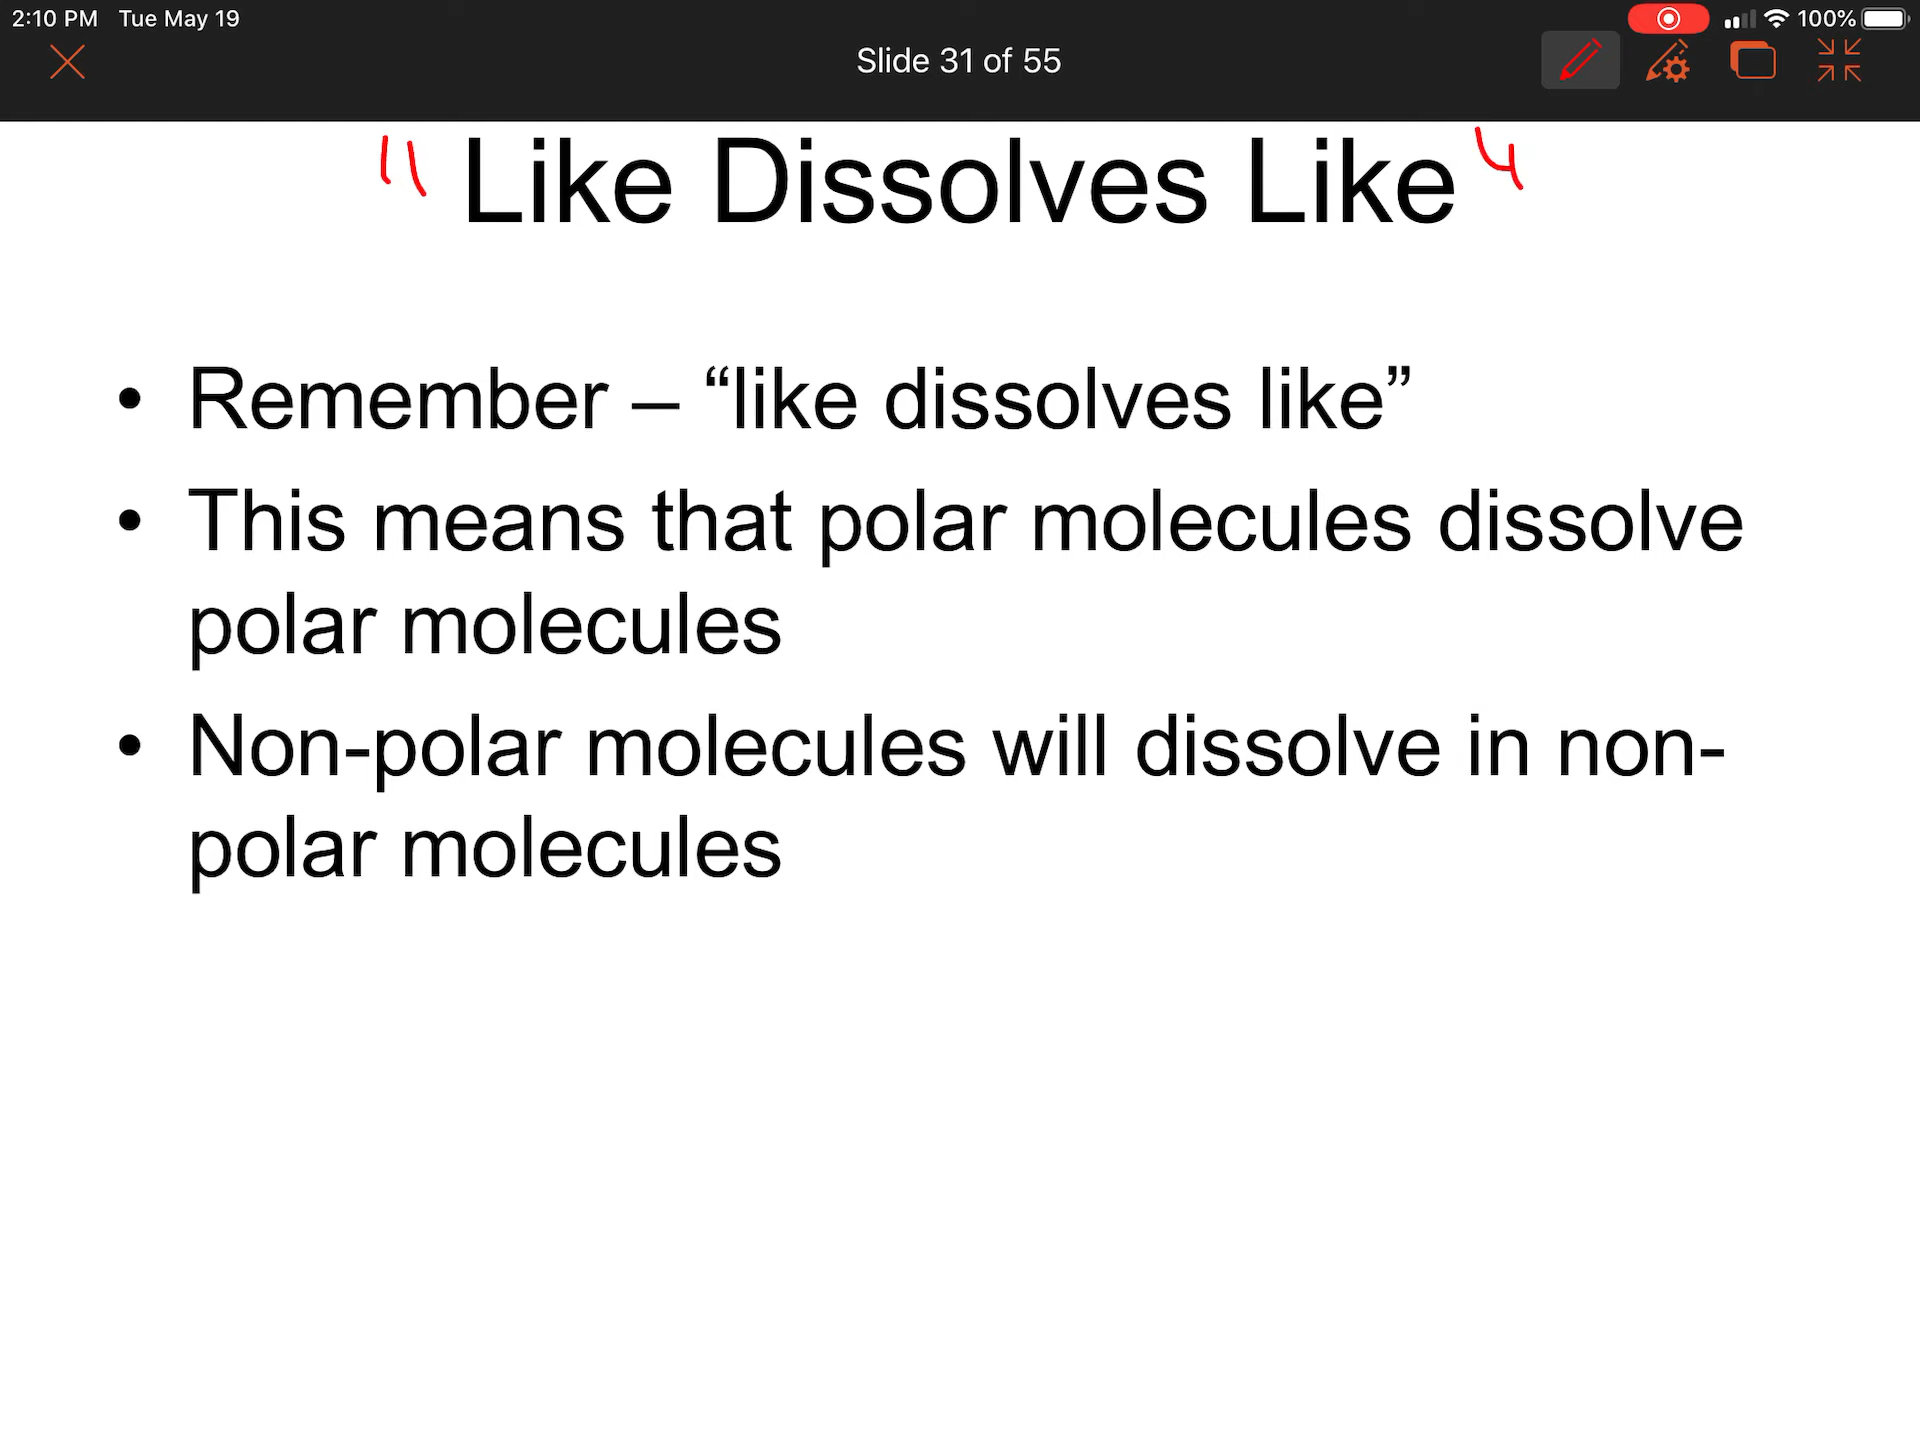 2:10 PM Tue May 19
100%
Slide 31 of 55
" Like Dissolves Like "
• Remember – “like dissolves like”
• This means that polar molecules dissolve
polar molecules
• Non-polar molecules will dissolve in non-
polar molecules